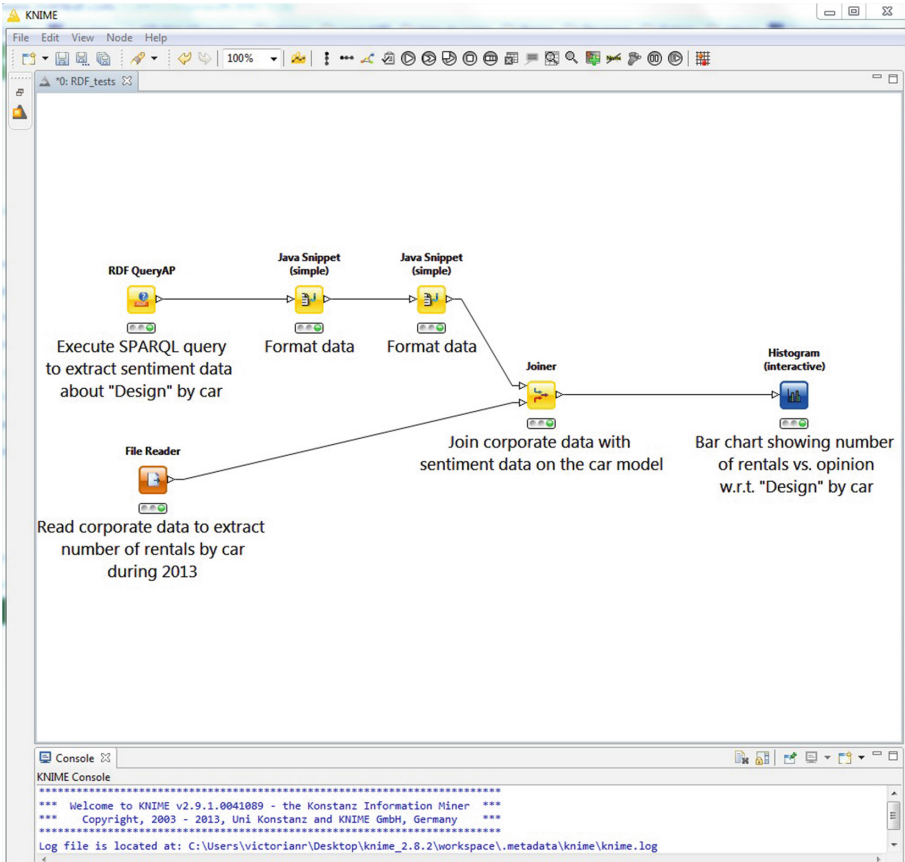 KNIME
File Edit View Node Help
100%
*0: RDF_tests
RDF QueryAP
Execute SPARQL query
to extract sentiment data
about "Design" by car
Java Snippet
(simple)
Format data
Java Snippet
(simple)
Format data
File Reader
Read corporate data to extract
number of rentals by car
during 2013
Joiner
Join corporate data with
sentiment data on the car model
Histogram
(interactive)
Bar chart showing number
of rentals vs. opinion
w.r.t. "Design" by car
Console
KNIME Console
***********************************************************************
*** Welcome to KNIME v2.9.1.0041089 - the Konstanz Information Miner ***
*** Copyright, 2003 - 2013, Uni Konstanz and KNIME GmbH, Germany ***
***********************************************************************
Log file is located at: C:\Users\victorianr\Desktop\knime_2.8.2\workspace\.metadata\knime\knime.log